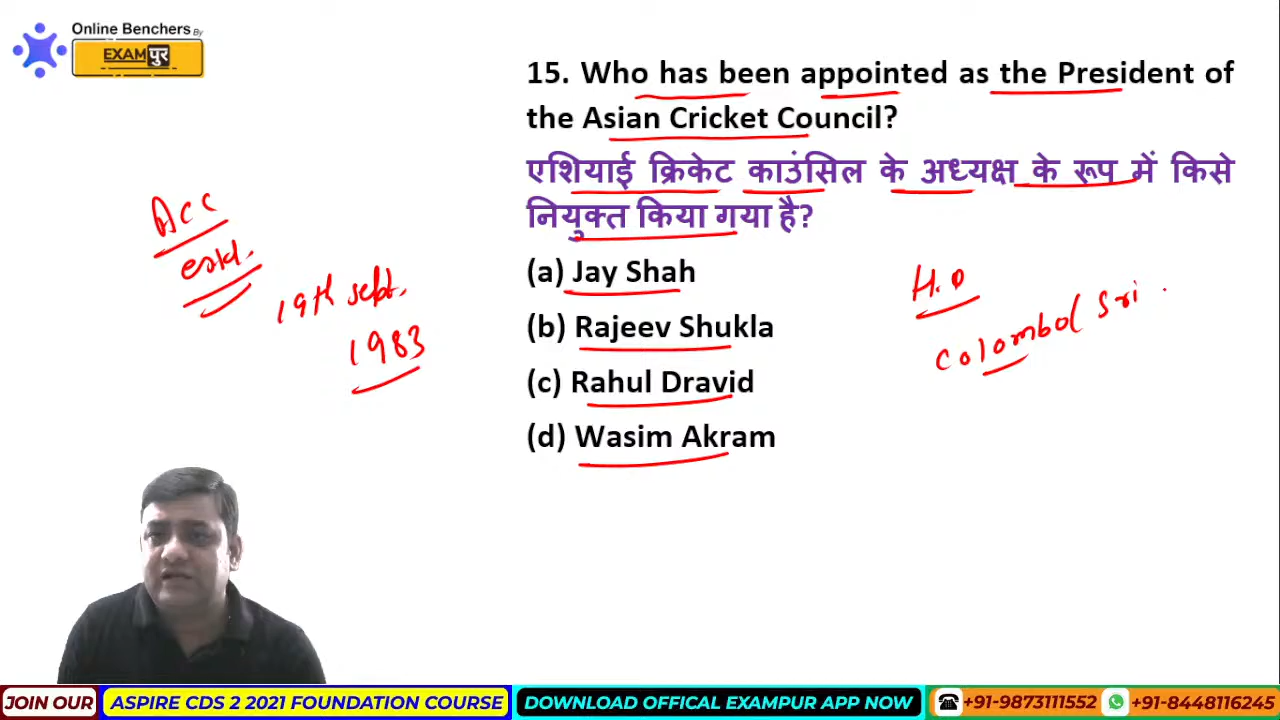 Online Benchers By
EXAMपुर
15. Who has been appointed as the President of
the Asian Cricket Council?
एशियाई क्रिकेट काउंसिल के अध्यक्ष के रूप में किसे
नियुक्त किया गया है?
(a) Jay Shah
(b) Rajeev Shukla
(c) Rahul Dravid
(d) Wasim Akram
ACC
estd.
19th sept.
1983
H.O
Colombo( Sri
JOIN OUR
ASPIRE CDS 2 2021 FOUNDATION COURSE
DOWNLOAD OFFICAL EXAMPUR APP NOW
+91-9873111552
+91-8448116245